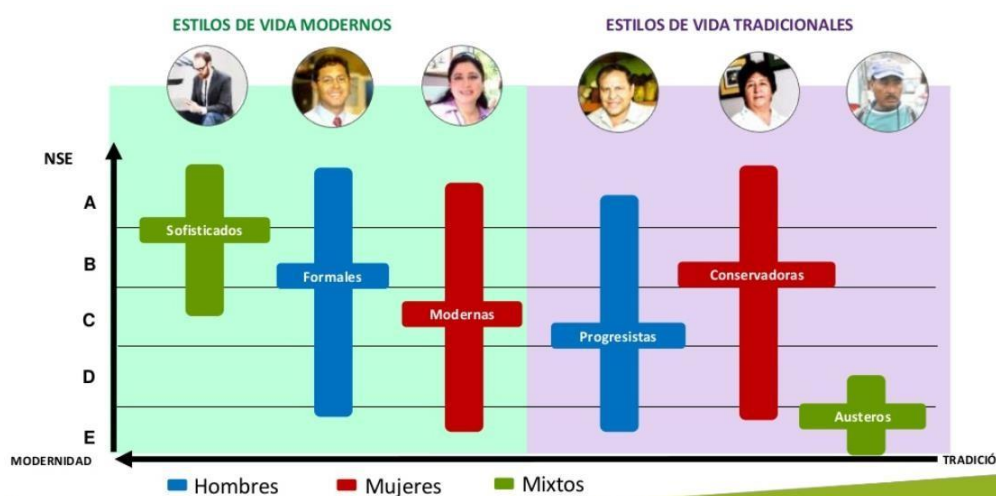 ESTILOS DE VIDA MODERNOS
ESTILOS DE VIDA TRADICIONALES
NSE
A
B
C
D
E
Sofisticados
Formales
Modernas
Progresistas
Conservadoras
Austeros
MODERNIDAD
TRADICIÓ
Hombres
Mujeres
Mixtos